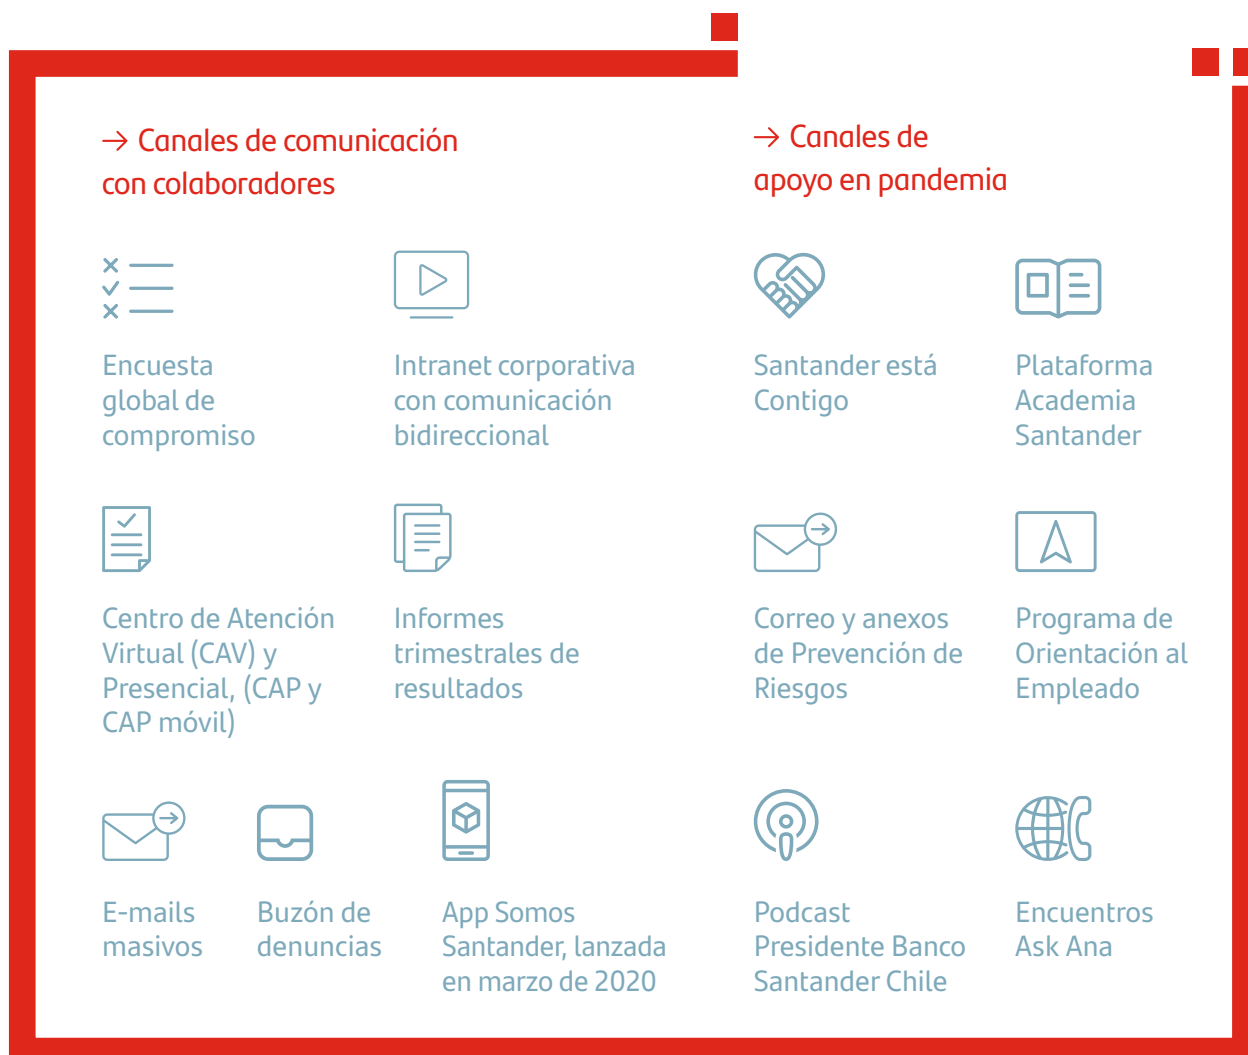 → Canales de comunicación
con colaboradores
Encuesta
global de
compromiso
Intranet corporativa
con comunicación
bidireccional
Centro de Atención
Virtual (CAV) y
Presencial, (CAP y
CAP móvil)
Informes
trimestrales de
resultados
E-mails
masivos
Buzón de
denuncias
App Somos
Santander, lanzada
en marzo de 2020
→ Canales de
apoyo en pandemia
Santander está
Contigo
Plataforma
Academia
Santander
Correo y anexos
de Prevención de
Riesgos
Programa de
Orientación al
Empleado
Podcast
Presidente Banco
Santander Chile
Encuentros
Ask Ana